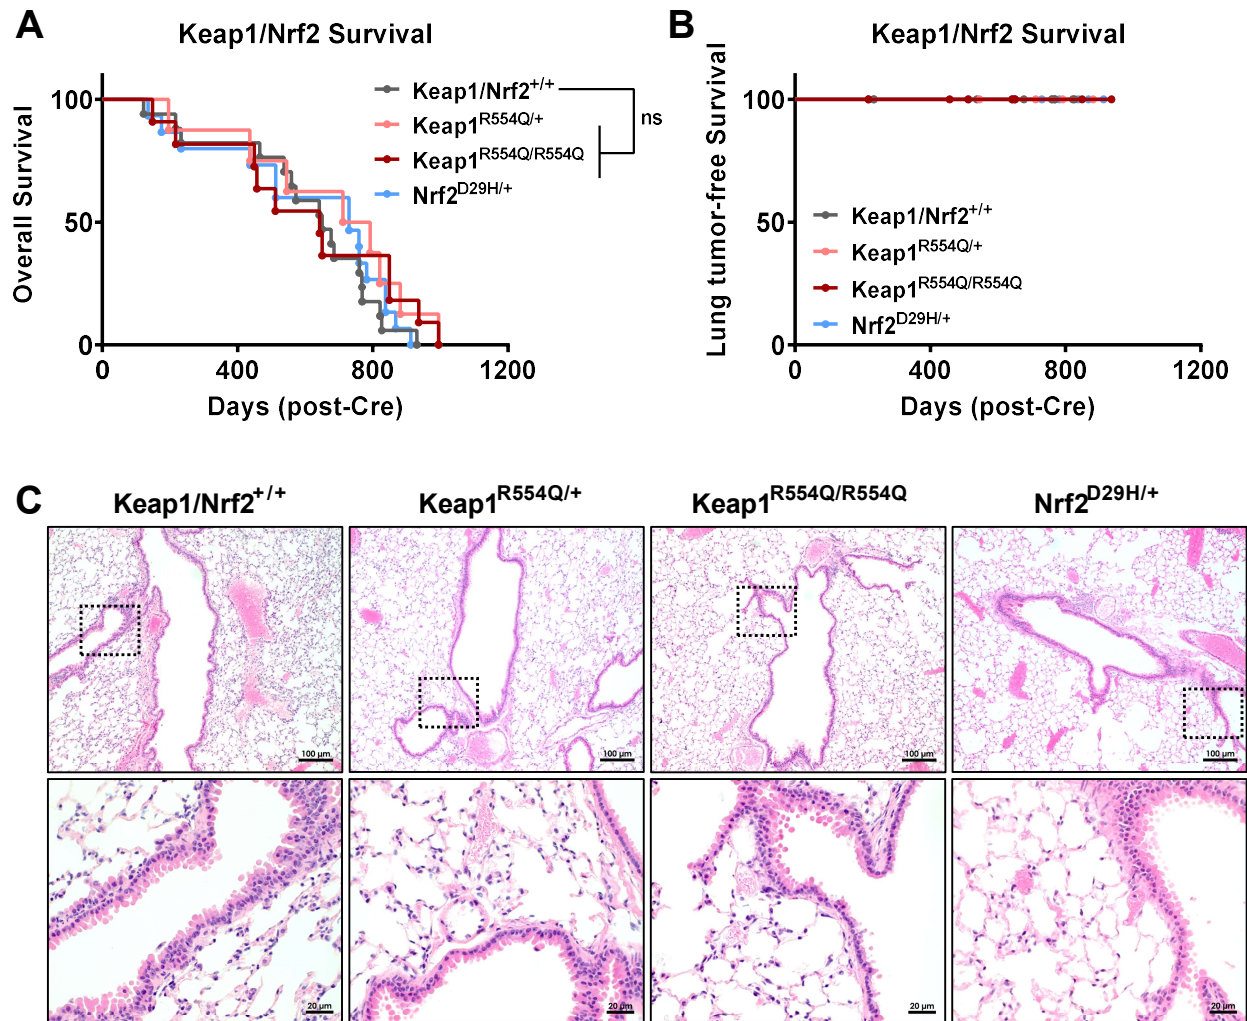 A
Keap1/Nrf2 Survival
Overall Survival
100
50
0
0 400 800 1200
Days (post-Cre)
Keap1/Nrf2+/+
Keap1R554Q/+
Keap1R554Q/R554Q
Nrf2D29H/+
ns
B
Keap1/Nrf2 Survival
Lung tumor-free Survival
100
50
0
0 400 800 1200
Days (post-Cre)
Keap1/Nrf2+/+
Keap1R554Q/+
Keap1R554Q/R554Q
Nrf2D29H/+
C
Keap1/Nrf2+/+ Keap1R554Q/+ Keap1R554Q/R554Q Nrf2D29H/+
100 µm 100 µm 100 µm 100 µm
20 µm 20 µm 20 µm 20 µm